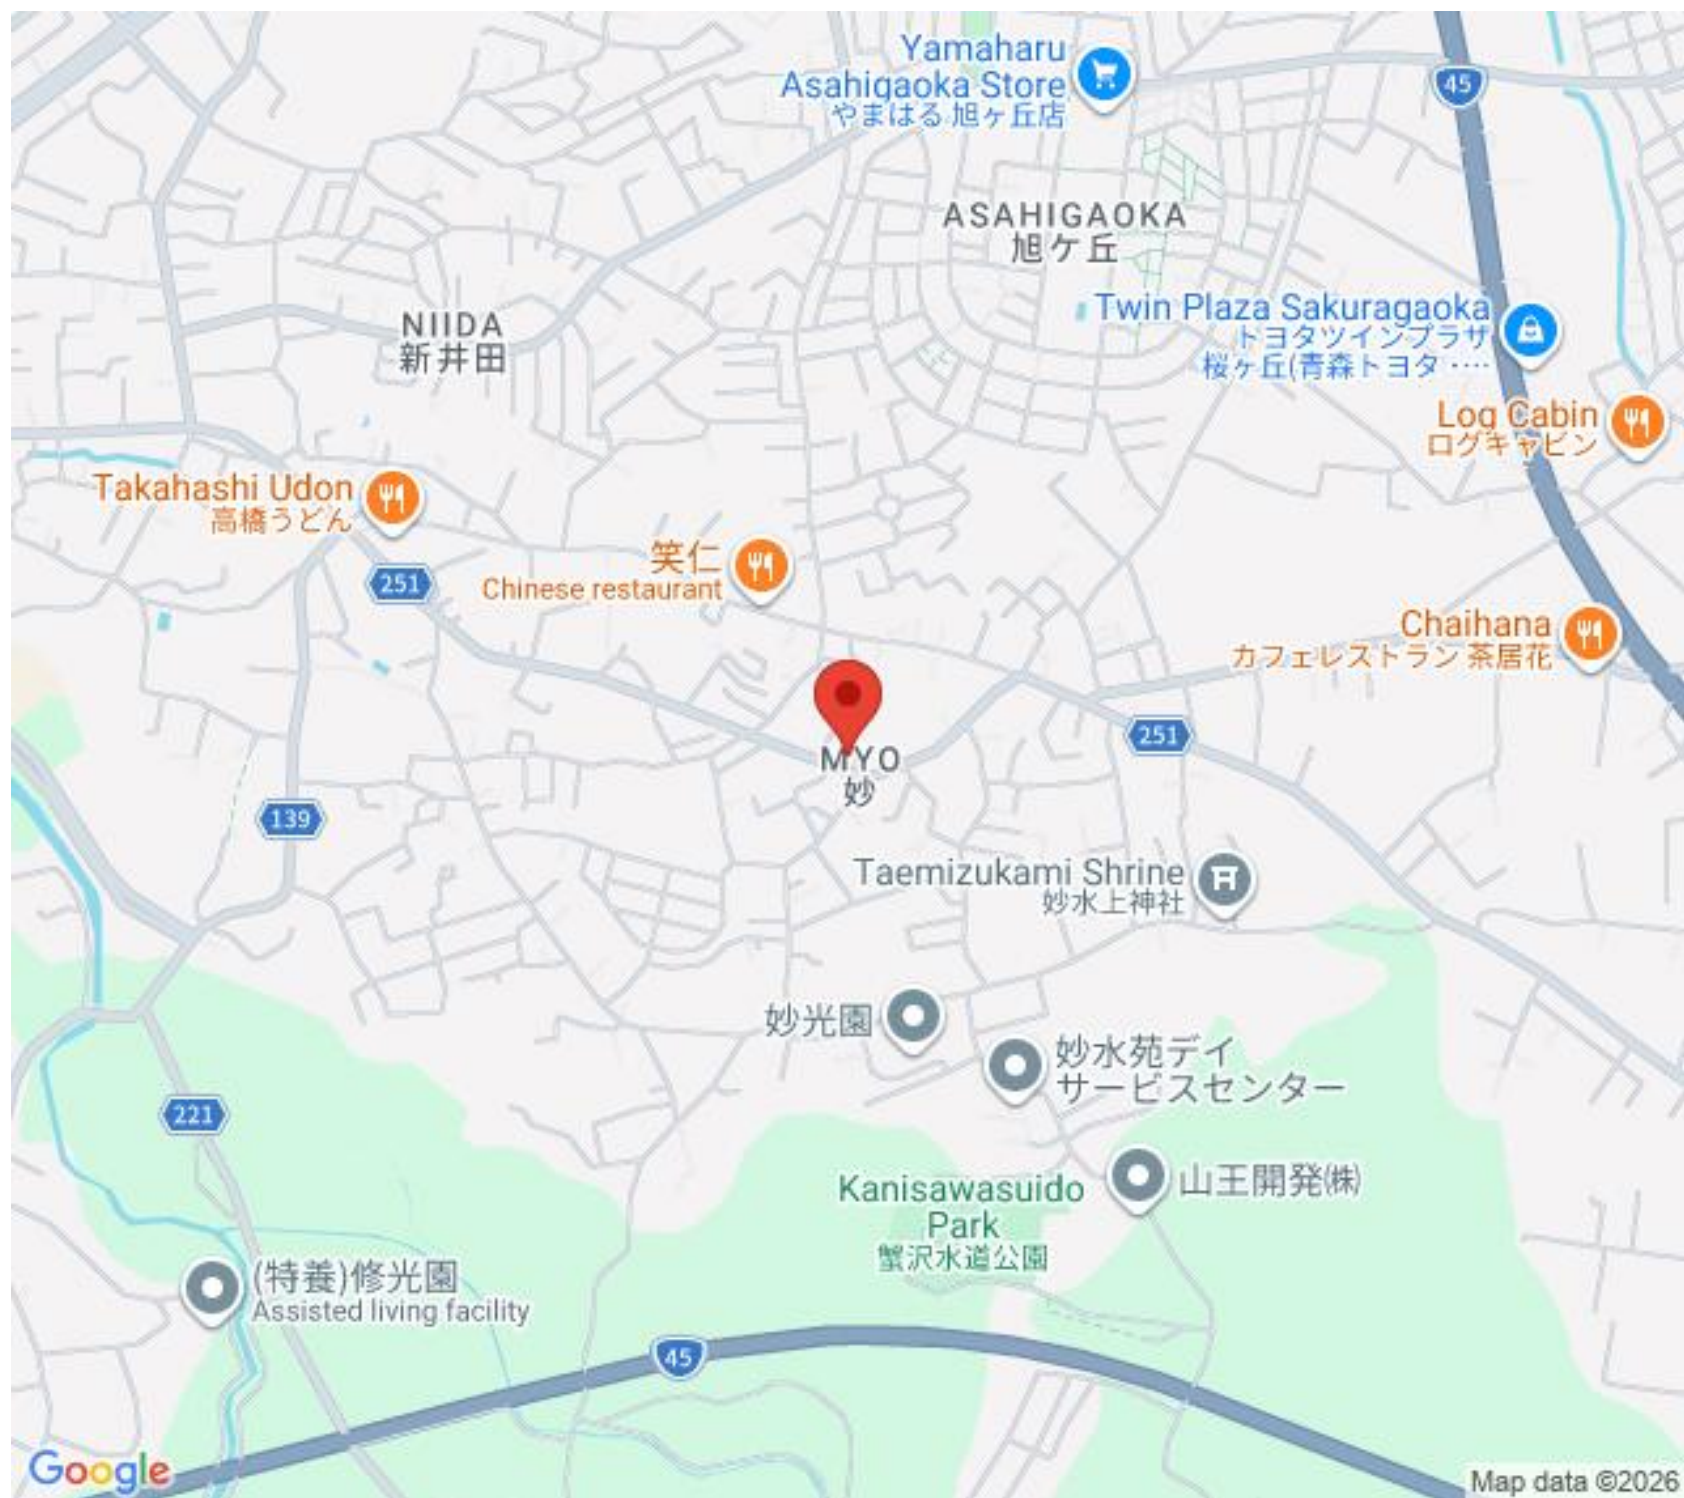 Yamaharu
Asahigaoka Store
やまはる 旭ヶ丘店
45
ASAHIGAOKA
旭ケ丘
Twin Plaza Sakuragaoka
トヨタツインプラザ
桜ヶ丘(青森トヨタ ····
NIIDA
新井田
Log Cabin
ログキャビン
Takahashi Udon
高橋うどん
251
笑仁
Chinese restaurant
Chaihana
カフェレストラン 茶居花
251
MYO
妙
139
Taemizukami Shrine
妙水上神社
妙光園
妙水苑デイ
サービスセンター
221
Kanisawasuido
Park
蟹沢水道公園
山王開発㈱
(特養)修光園
Assisted living facility
45
Google
Map data ©2026